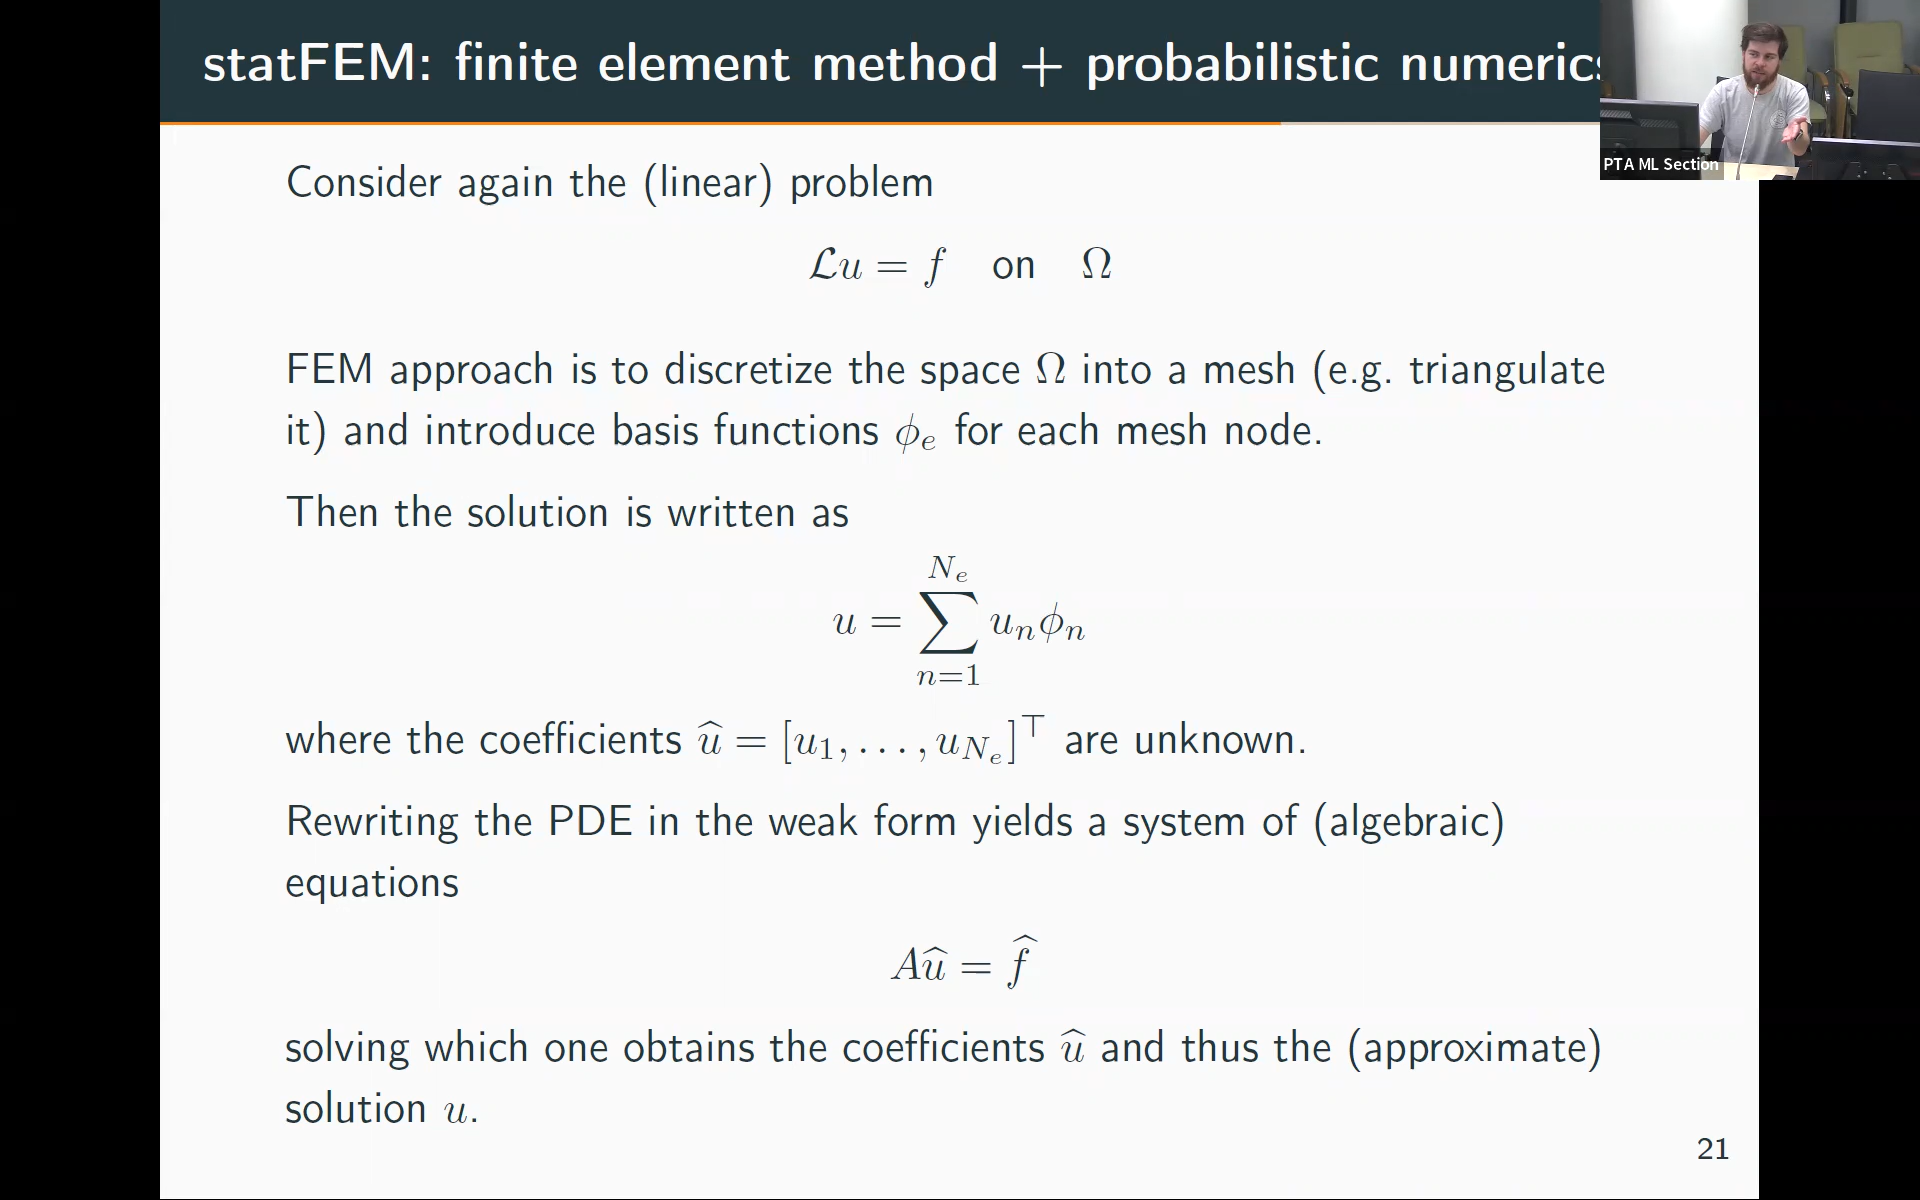 statFEM: finite element method + probabilistic numerics
PTA ML Section
Consider again the (linear) problem
ℒu = f on Ω
FEM approach is to discretize the space Ω into a mesh (e.g. triangulate
it) and introduce basis functions ϕ_e for each mesh node.
Then the solution is written as
u = ∑_{n=1}^{N_e} u_n ϕ_n
where the coefficients û = [u_1, . . . , u_{N_e}]^⊤ are unknown.
Rewriting the PDE in the weak form yields a system of (algebraic)
equations
Aû = f̂
solving which one obtains the coefficients û and thus the (approximate)
solution u.
21